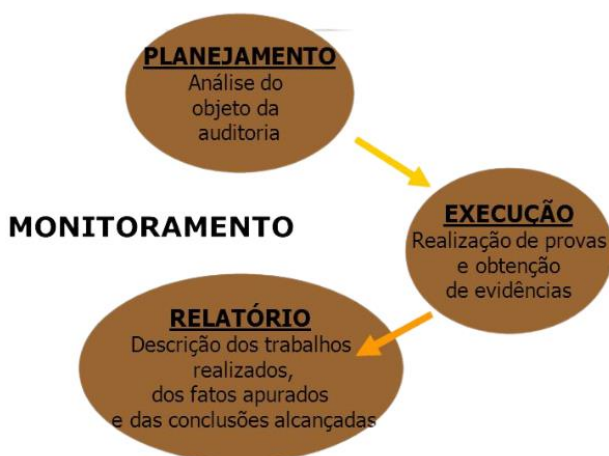 PLANEJAMENTO
Análise do
objeto da
auditoria
MONITORAMENTO
EXECUÇÃO
Realização de provas
e obtenção
de evidências
RELATÓRIO
Descrição dos trabalhos
realizados,
dos fatos apurados
e das conclusões alcançadas